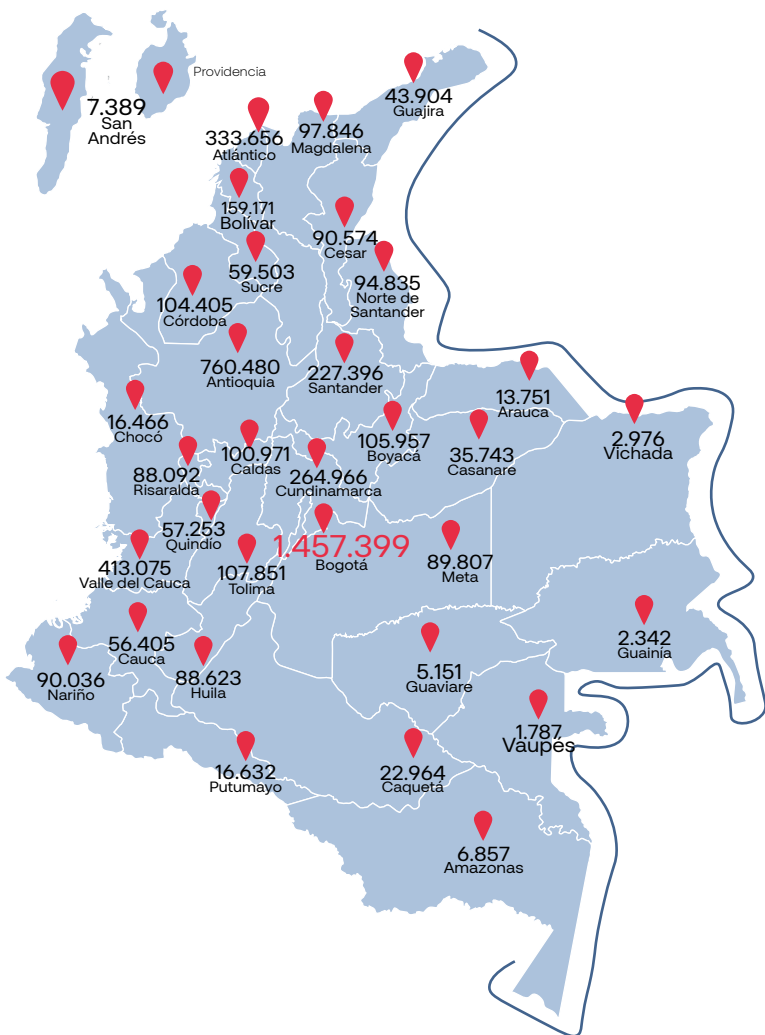 Providencia
7.389
San
Andrés
43.904
Guajira
333.656
Atlántico
97.846
Magdalena
159.171
Bolívar
90.574
Cesar
59.503
Sucre
94.835
Norte de
Santander
104.405
Córdoba
760.480
Antioquia
227.396
Santander
13.751
Arauca
16.466
Chocó
2.976
Vichada
105.957
Boyacá
35.743
Casanare
100.971
Caldas
88.092
Risaralda
264.966
Cundinamarca
57.253
Quindío
1.457.399
Bogotá
413.075
Valle del Cauca
107.851
Tolima
89.807
Meta
56.405
Cauca
2.342
Guainía
90.036
Nariño
88.623
Huila
5.151
Guaviare
1.787
Vaupés
16.632
Putumayo
22.964
Caquetá
6.857
Amazonas